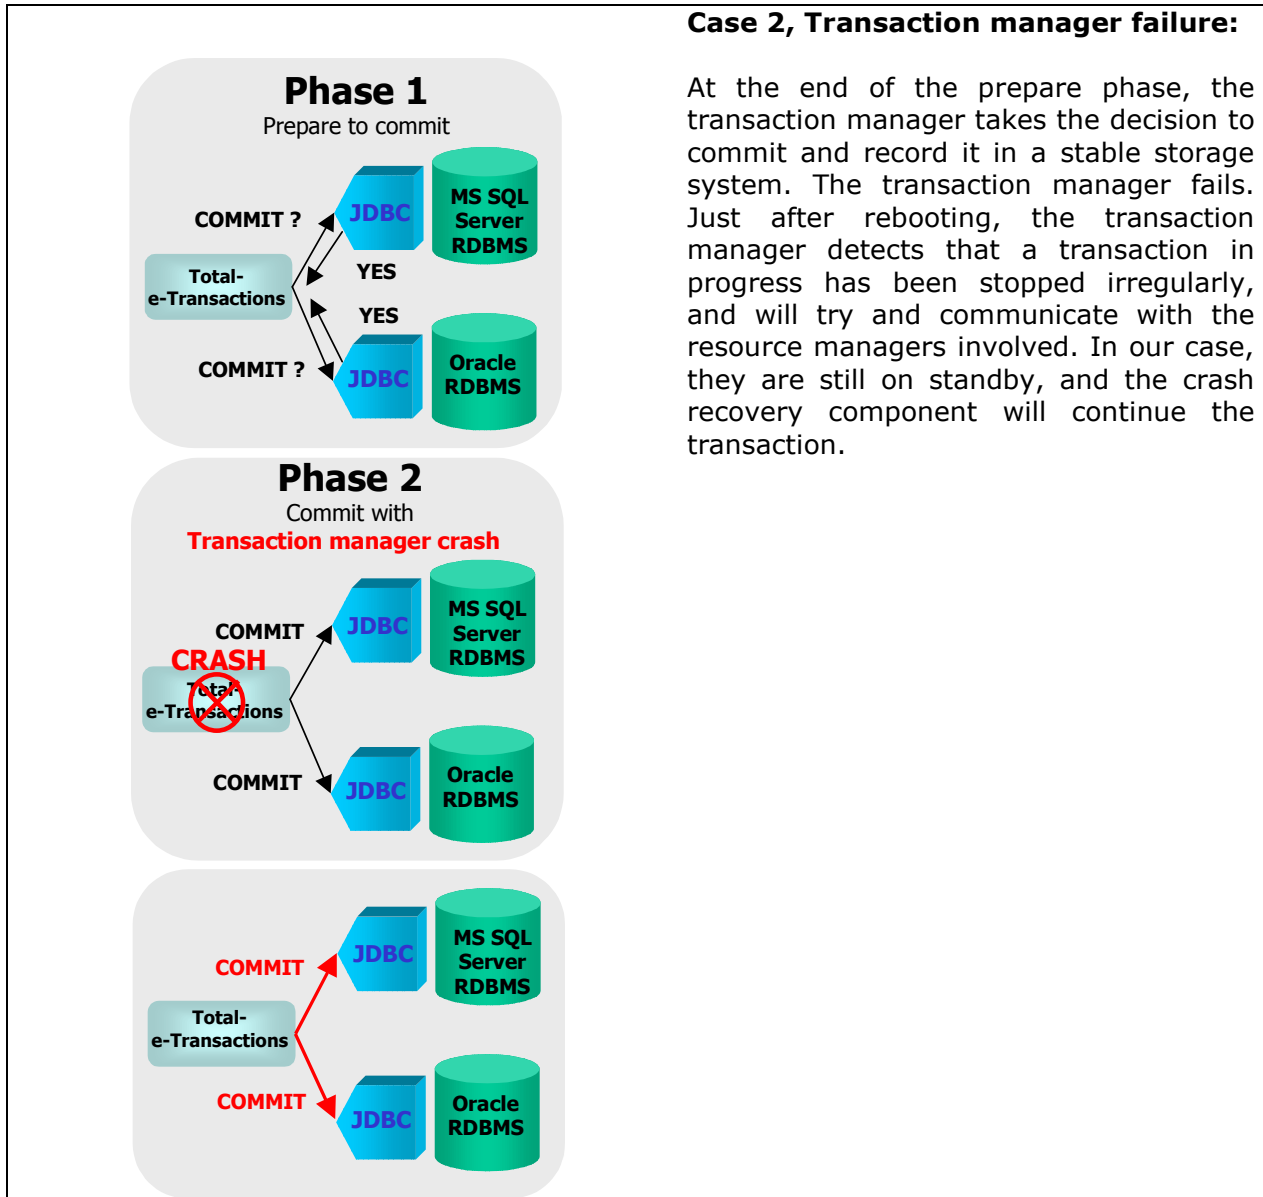 Case 2, Transaction manager failure:
At the end of the prepare phase, the
transaction manager takes the decision to
commit and record it in a stable storage
system. The transaction manager fails.
Just after rebooting, the transaction
manager detects that a transaction in
progress has been stopped irregularly,
and will try and communicate with the
resource managers involved. In our case,
they are still on standby, and the crash
recovery component will continue the
transaction.
Phase 1
Prepare to commit
COMMIT ?
JDBC
MS SQL
Server
RDBMS
Total-
e-Transactions
YES
YES
COMMIT ?
JDBC
Oracle
RDBMS
Phase 2
Commit with
Transaction manager crash
COMMIT
JDBC
MS SQL
Server
RDBMS
CRASH
Total-
e-Transactions
COMMIT
JDBC
Oracle
RDBMS
COMMIT
JDBC
MS SQL
Server
RDBMS
Total-
e-Transactions
COMMIT
JDBC
Oracle
RDBMS